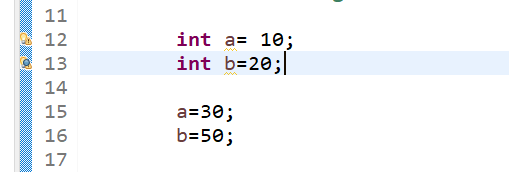 11
12 int a= 10;
13 int b=20;
14
15 a=30;
16 b=50;
17